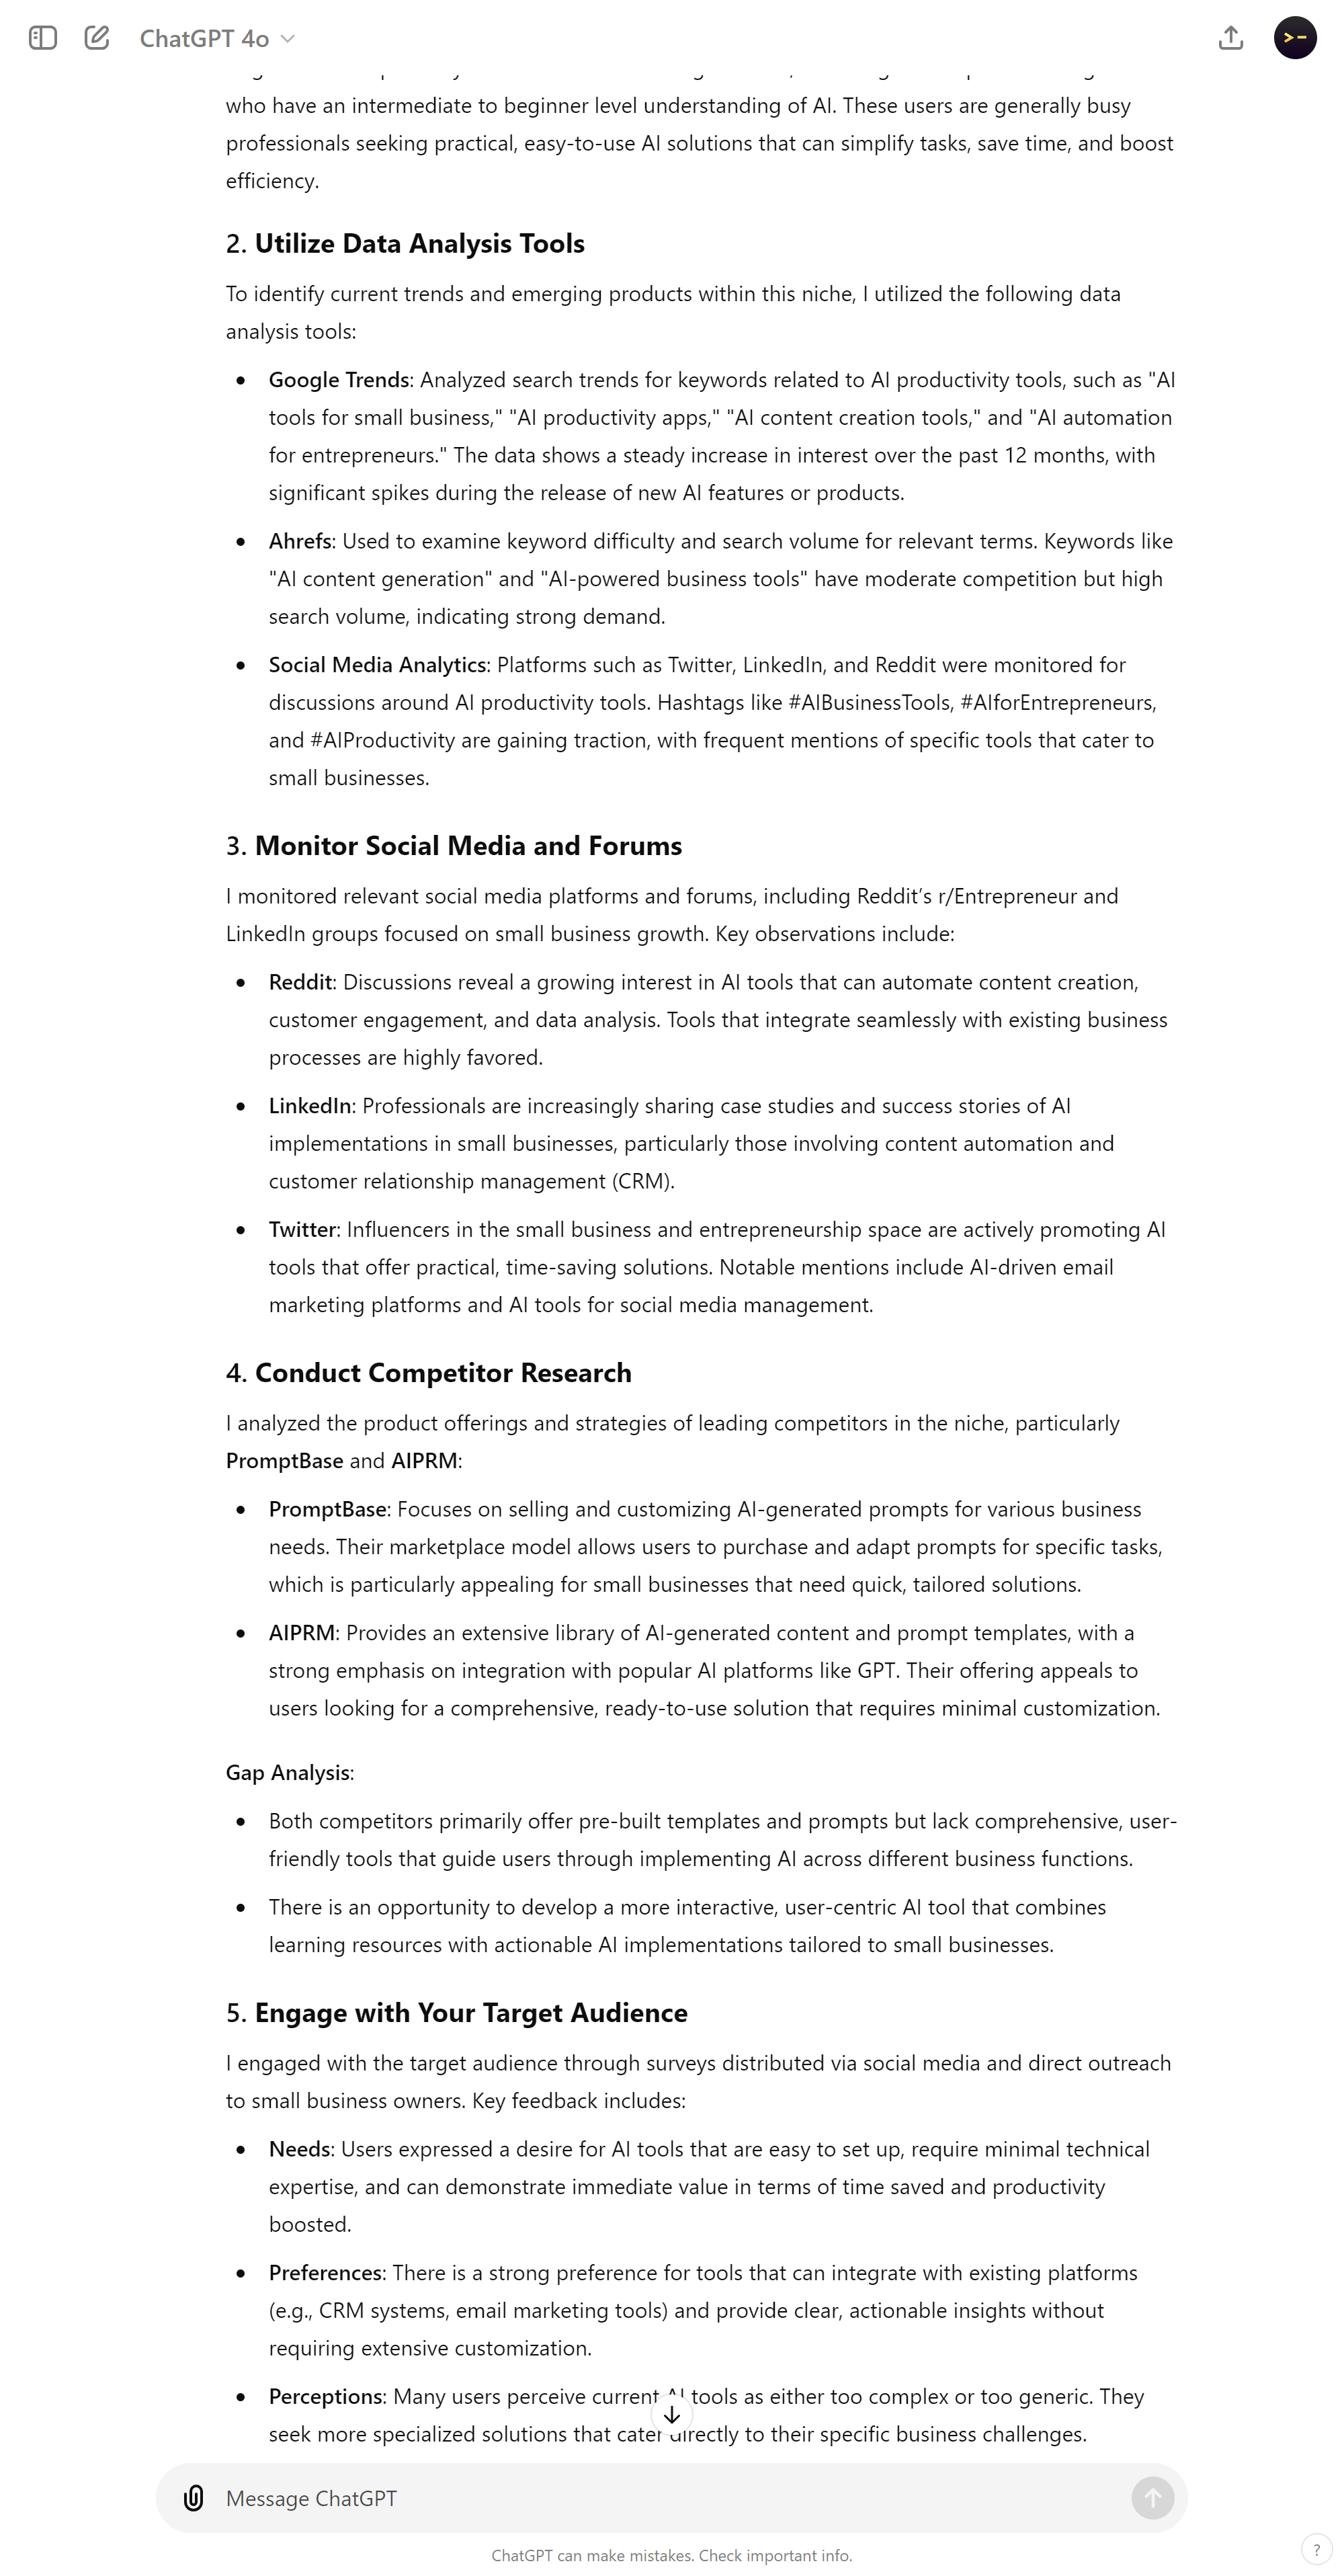 ChatGPT 4o
who have an intermediate to beginner level understanding of AI. These users are generally busy
professionals seeking practical, easy-to-use AI solutions that can simplify tasks, save time, and boost
efficiency.
2. Utilize Data Analysis Tools
To identify current trends and emerging products within this niche, I utilized the following data
analysis tools:
• Google Trends: Analyzed search trends for keywords related to AI productivity tools, such as "AI
tools for small business," "AI productivity apps," "AI content creation tools," and "AI automation
for entrepreneurs." The data shows a steady increase in interest over the past 12 months, with
significant spikes during the release of new AI features or products.
• Ahrefs: Used to examine keyword difficulty and search volume for relevant terms. Keywords like
"AI content generation" and "AI-powered business tools" have moderate competition but high
search volume, indicating strong demand.
• Social Media Analytics: Platforms such as Twitter, LinkedIn, and Reddit were monitored for
discussions around AI productivity tools. Hashtags like #AIBusinessTools, #AIforEntrepreneurs,
and #AIProductivity are gaining traction, with frequent mentions of specific tools that cater to
small businesses.
3. Monitor Social Media and Forums
I monitored relevant social media platforms and forums, including Reddit’s r/Entrepreneur and
LinkedIn groups focused on small business growth. Key observations include:
• Reddit: Discussions reveal a growing interest in AI tools that can automate content creation,
customer engagement, and data analysis. Tools that integrate seamlessly with existing business
processes are highly favored.
• LinkedIn: Professionals are increasingly sharing case studies and success stories of AI
implementations in small businesses, particularly those involving content automation and
customer relationship management (CRM).
• Twitter: Influencers in the small business and entrepreneurship space are actively promoting AI
tools that offer practical, time-saving solutions. Notable mentions include AI-driven email
marketing platforms and AI tools for social media management.
4. Conduct Competitor Research
I analyzed the product offerings and strategies of leading competitors in the niche, particularly
PromptBase and AIPRM:
• PromptBase: Focuses on selling and customizing AI-generated prompts for various business
needs. Their marketplace model allows users to purchase and adapt prompts for specific tasks,
which is particularly appealing for small businesses that need quick, tailored solutions.
• AIPRM: Provides an extensive library of AI-generated content and prompt templates, with a
strong emphasis on integration with popular AI platforms like GPT. Their offering appeals to
users looking for a comprehensive, ready-to-use solution that requires minimal customization.
Gap Analysis:
• Both competitors primarily offer pre-built templates and prompts but lack comprehensive, user-
friendly tools that guide users through implementing AI across different business functions.
• There is an opportunity to develop a more interactive, user-centric AI tool that combines
learning resources with actionable AI implementations tailored to small businesses.
5. Engage with Your Target Audience
I engaged with the target audience through surveys distributed via social media and direct outreach
to small business owners. Key feedback includes:
• Needs: Users expressed a desire for AI tools that are easy to set up, require minimal technical
expertise, and can demonstrate immediate value in terms of time saved and productivity
boosted.
• Preferences: There is a strong preference for tools that can integrate with existing platforms
(e.g., CRM systems, email marketing tools) and provide clear, actionable insights without
requiring extensive customization.
• Perceptions: Many users perceive current AI tools as either too complex or too generic. They
seek more specialized solutions that cater directly to their specific business challenges.
Message ChatGPT
ChatGPT can make mistakes. Check important info.
?